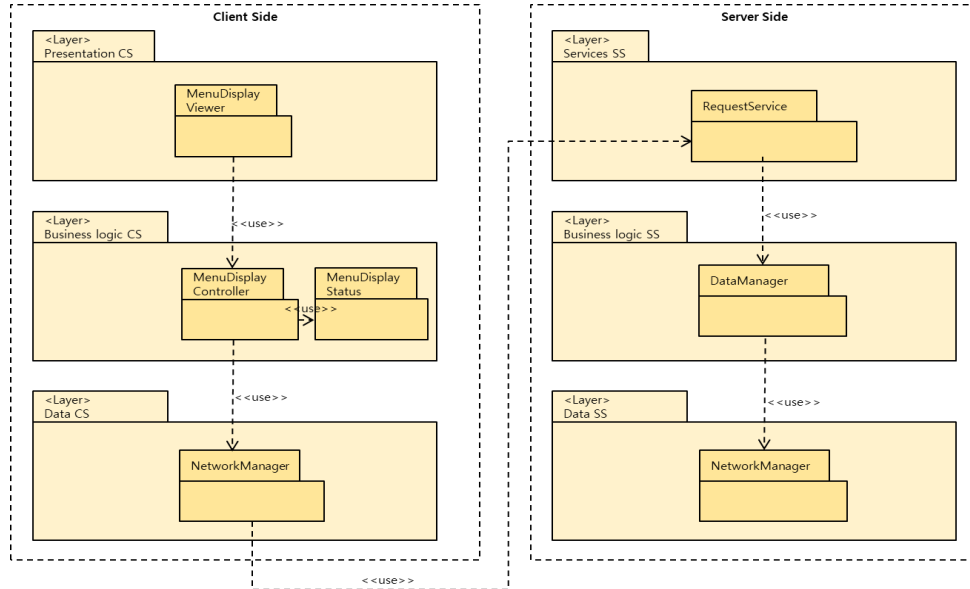 Client Side
<Layer>
Presentation CS
MenuDisplay
Viewer
<<use>>
<Layer>
Business logic CS
MenuDisplay
Controller
<<use>>
MenuDisplay
Status
<<use>>
<Layer>
Data CS
NetworkManager
<<use>>
Server Side
<Layer>
Services SS
RequestService
<<use>>
<Layer>
Business logic SS
DataManager
<<use>>
<Layer>
Data SS
NetworkManager